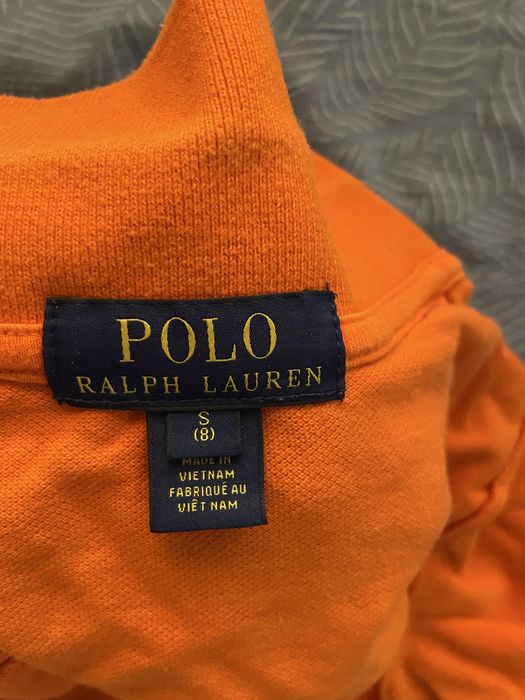 POLO
RALPH LAUREN
S
(8)
MADE IN
VIETNAM
FABRIQUÉ AU
VIÊT NAM